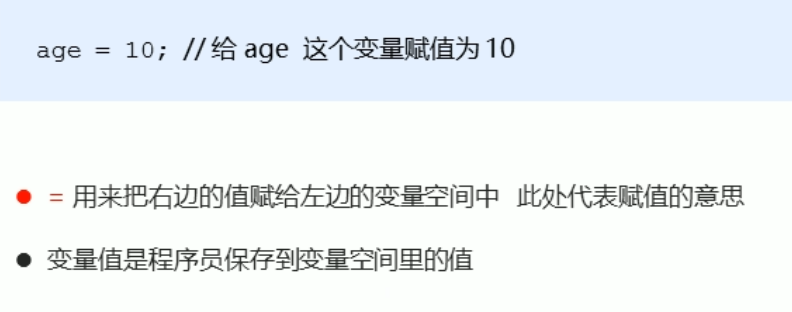 age = 10; // 给 age 这个变量赋值为 10
= 用来把右边的值赋给左边的变量空间中 此处代表赋值的意思
变量值是程序员保存到变量空间里的值